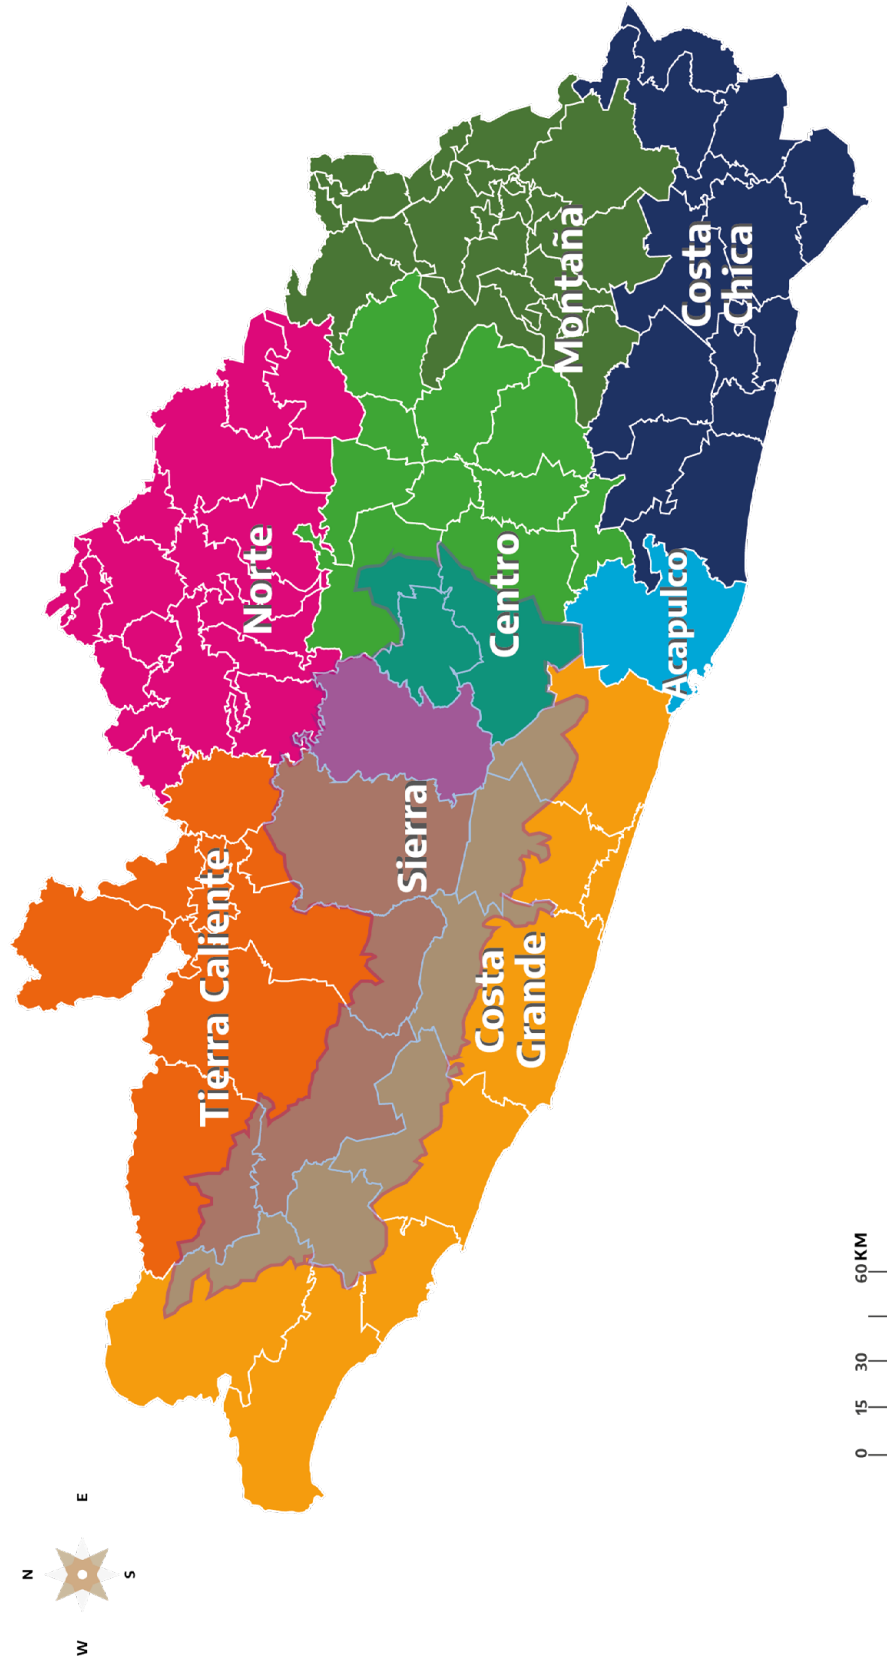 Norte
Tierra Caliente
Montaña
Centro
Sierra
Costa
Chica
Costa
Grande
Acapulco
N
W
E
S
0
15
30
60 KM